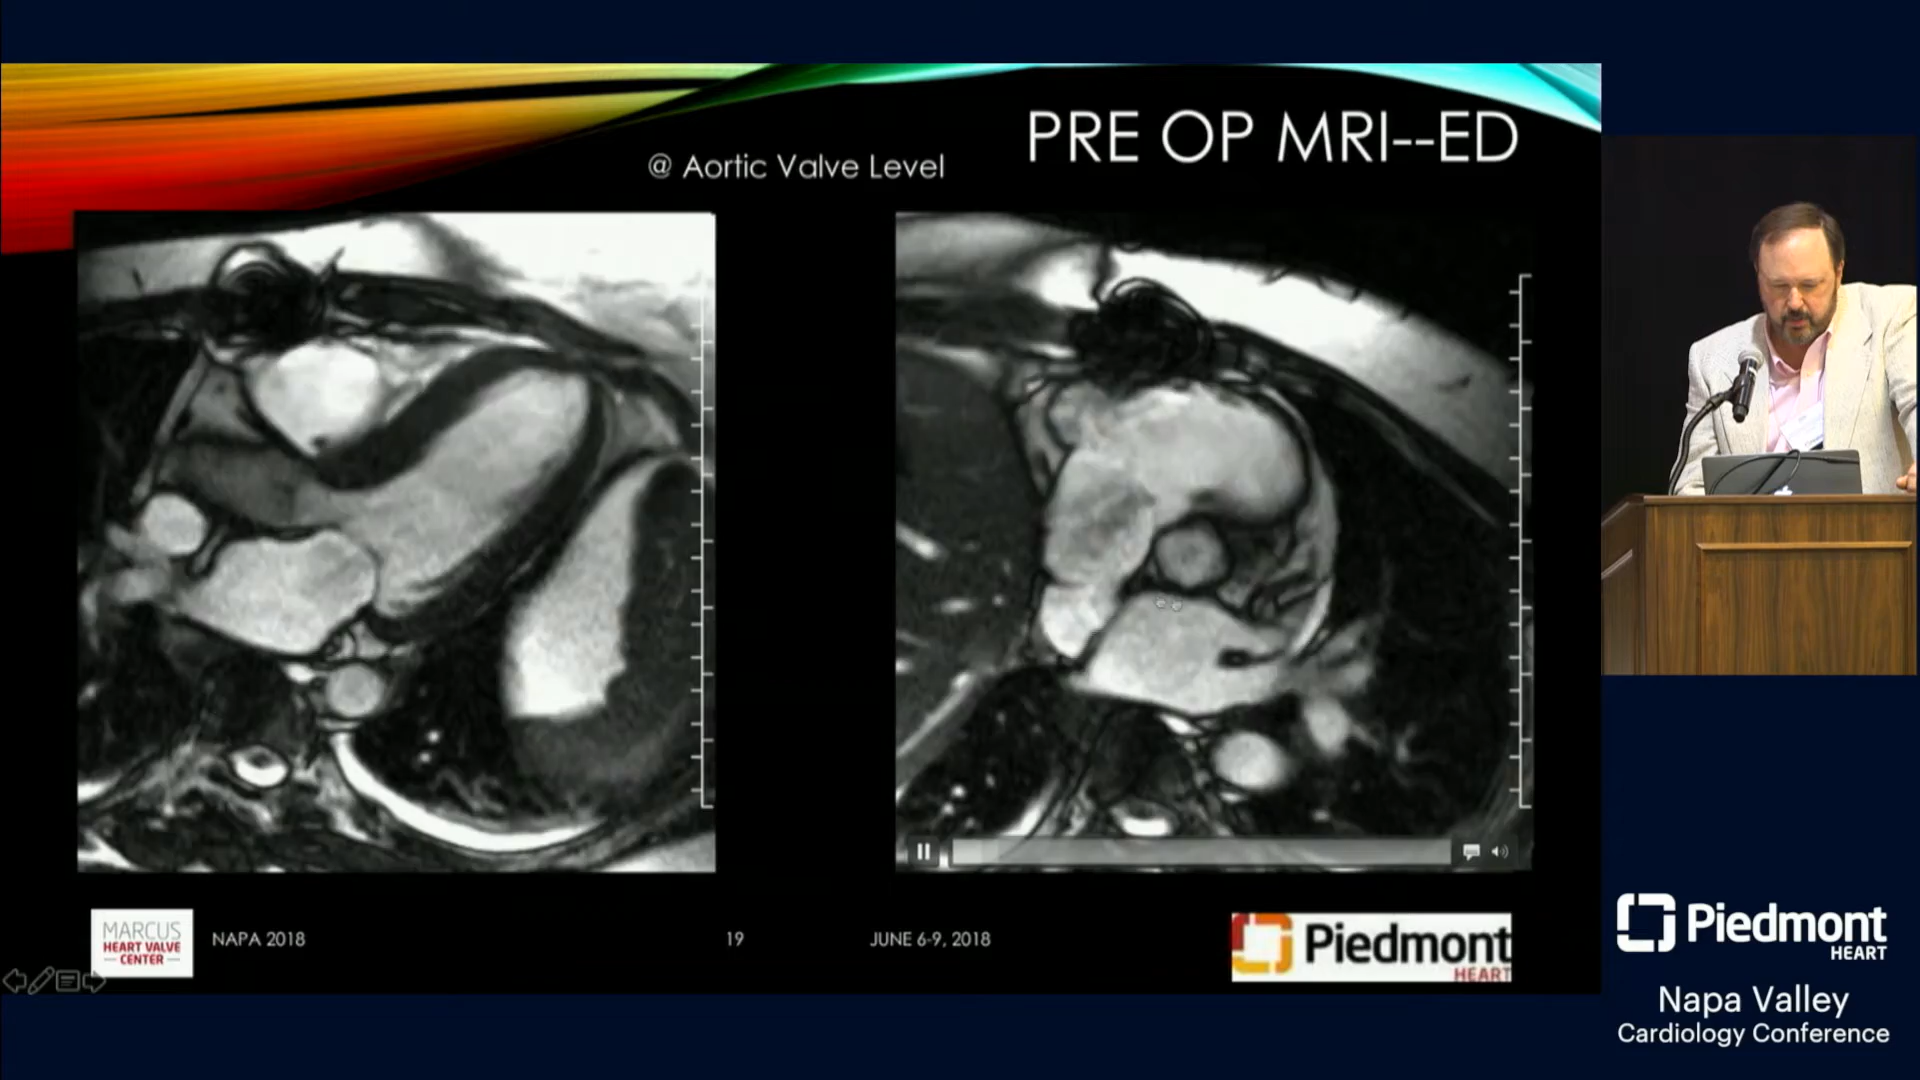 PRE OP MRI--ED
@ Aortic Valve Level
MARCUS
HEART VALVE
CENTER
NAPA 2018
19
JUNE 6-9, 2018
Piedmont
HEART
Piedmont
HEART
Napa Valley
Cardiology Conference